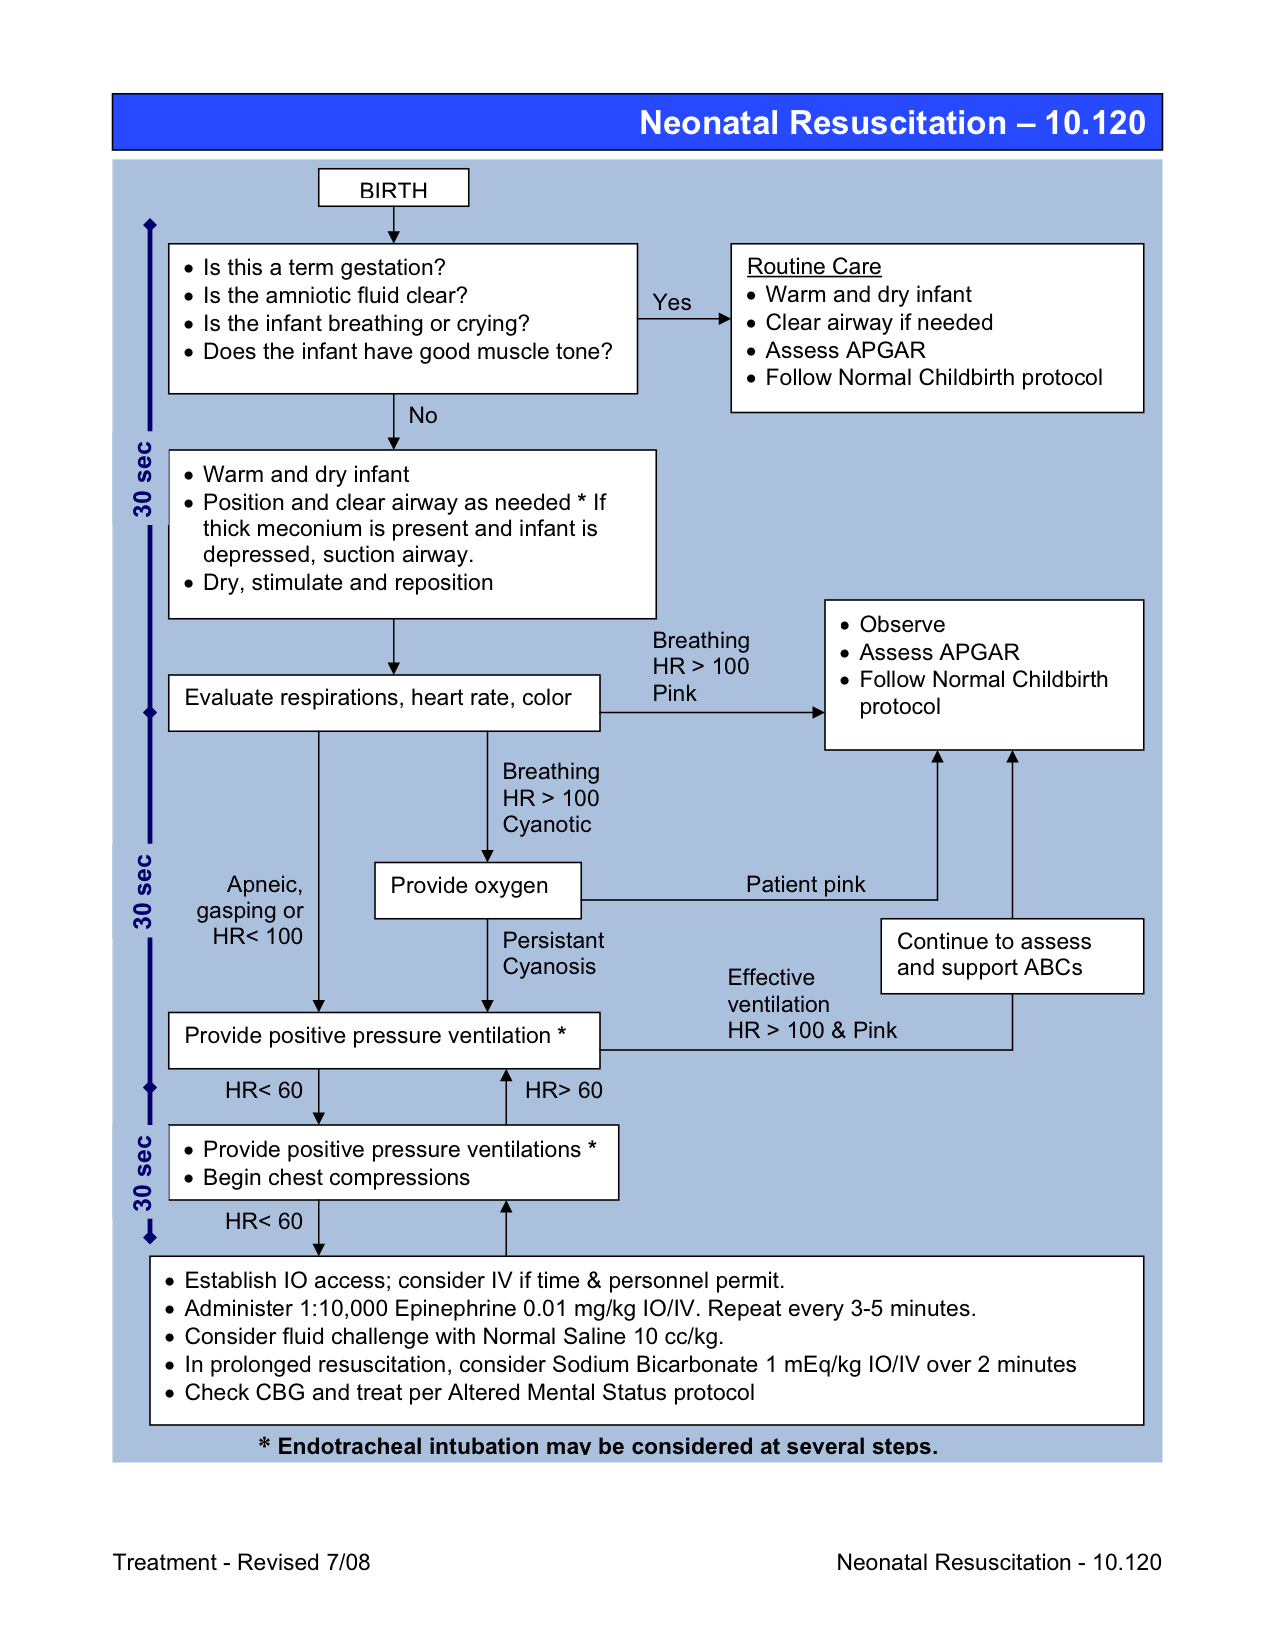 Neonatal Resuscitation – 10.120
BIRTH
• Is this a term gestation?
• Is the amniotic fluid clear?
• Is the infant breathing or crying?
• Does the infant have good muscle tone?
Yes
Routine Care
• Warm and dry infant
• Clear airway if needed
• Assess APGAR
• Follow Normal Childbirth protocol
No
30 sec
• Warm and dry infant
• Position and clear airway as needed * If
thick meconium is present and infant is
depressed, suction airway.
• Dry, stimulate and reposition
Breathing
HR > 100
Pink
• Observe
• Assess APGAR
• Follow Normal Childbirth
protocol
Evaluate respirations, heart rate, color
Breathing
HR > 100
Cyanotic
30 sec
Apneic,
gasping or
HR< 100
Provide oxygen
Patient pink
Persistant
Cyanosis
Continue to assess
and support ABCs
Effective
ventilation
HR > 100 & Pink
Provide positive pressure ventilation *
HR< 60
HR> 60
30 sec
• Provide positive pressure ventilations *
• Begin chest compressions
HR< 60
• Establish IO access; consider IV if time & personnel permit.
• Administer 1:10,000 Epinephrine 0.01 mg/kg IO/IV. Repeat every 3-5 minutes.
• Consider fluid challenge with Normal Saline 10 cc/kg.
• In prolonged resuscitation, consider Sodium Bicarbonate 1 mEq/kg IO/IV over 2 minutes
• Check CBG and treat per Altered Mental Status protocol
* Endotracheal intubation may be considered at several steps.
Treatment - Revised 7/08
Neonatal Resuscitation - 10.120